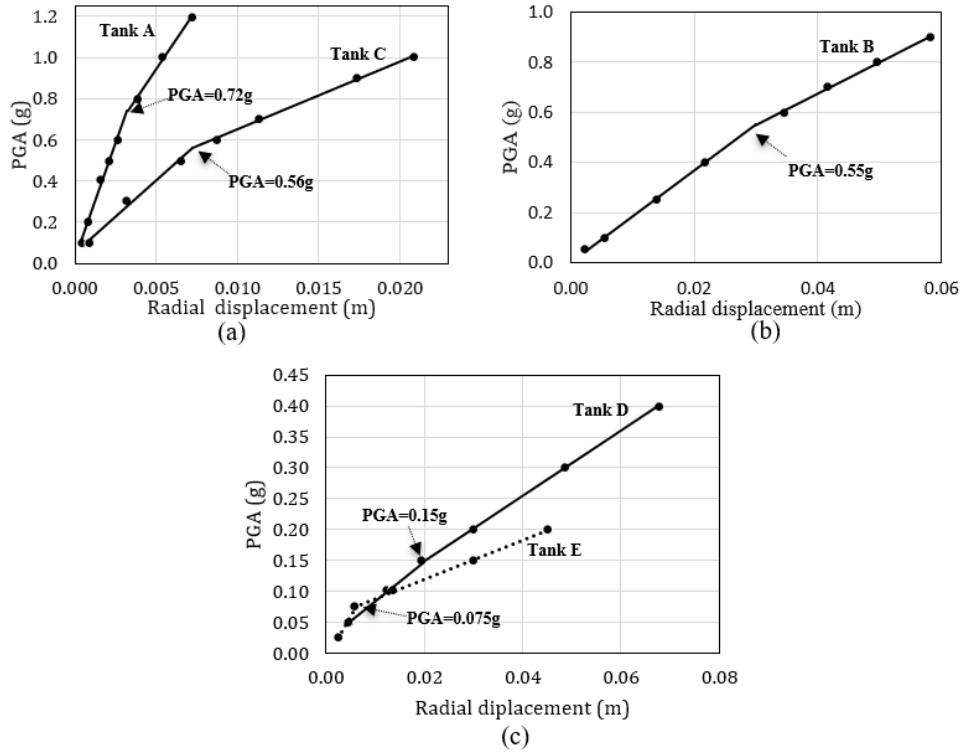 1.2
1.0
0.8
0.6
0.4
0.2
0.0
PGA (g)
Tank A
Tank C
PGA=0.72g
PGA=0.56g
0.000 0.005 0.010 0.015 0.020
Radial displacement (m)
(a)
1.0
0.8
0.6
0.4
0.2
0.0
PGA (g)
Tank B
PGA=0.55g
0.00 0.02 0.04 0.06
Radial displacement (m)
(b)
0.45
0.40
0.35
0.30
0.25
0.20
0.15
0.10
0.05
0.00
PGA (g)
Tank D
PGA=0.15g
Tank E
PGA=0.075g
0.00 0.02 0.04 0.06 0.08
Radial diplacement (m)
(c)